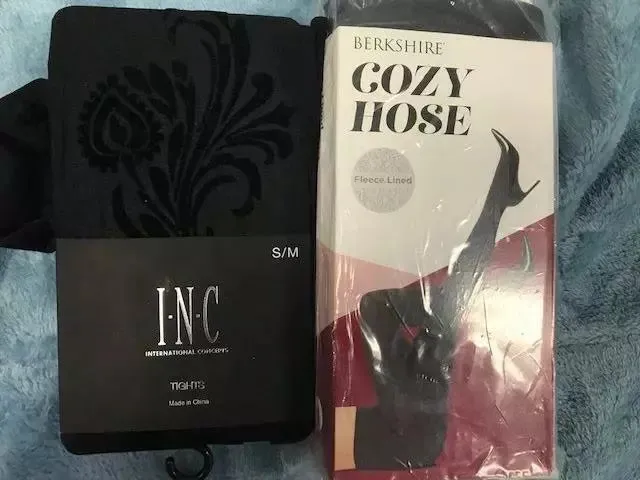 S/M
I·N·C
INTERNATIONAL CONCEPTS
TIGHTS
Made in China
BERKSHIRE
COZY
HOSE
Fleece Lined